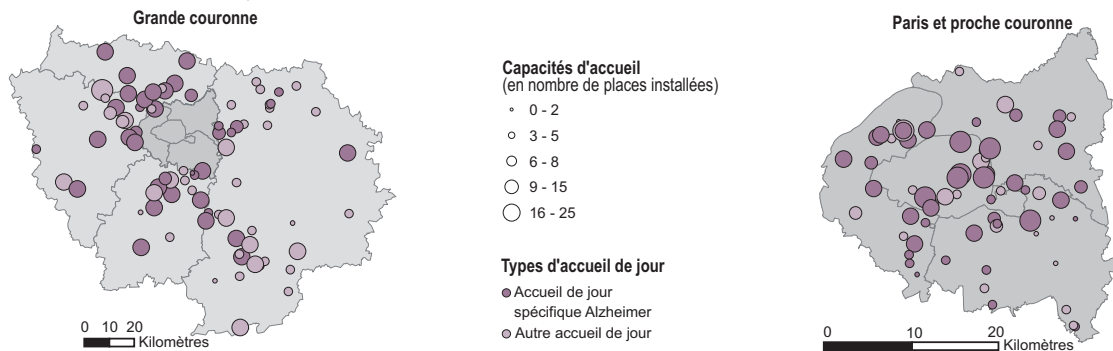 Grande couronne
Paris et proche couronne
Capacités d'accueil
(en nombre de places installées)
0 - 2
3 - 5
6 - 8
9 - 15
16 - 25
Types d'accueil de jour
Accueil de jour
spécifique Alzheimer
Autre accueil de jour
0 10 20
Kilomètres
0 10 20
Kilomètres